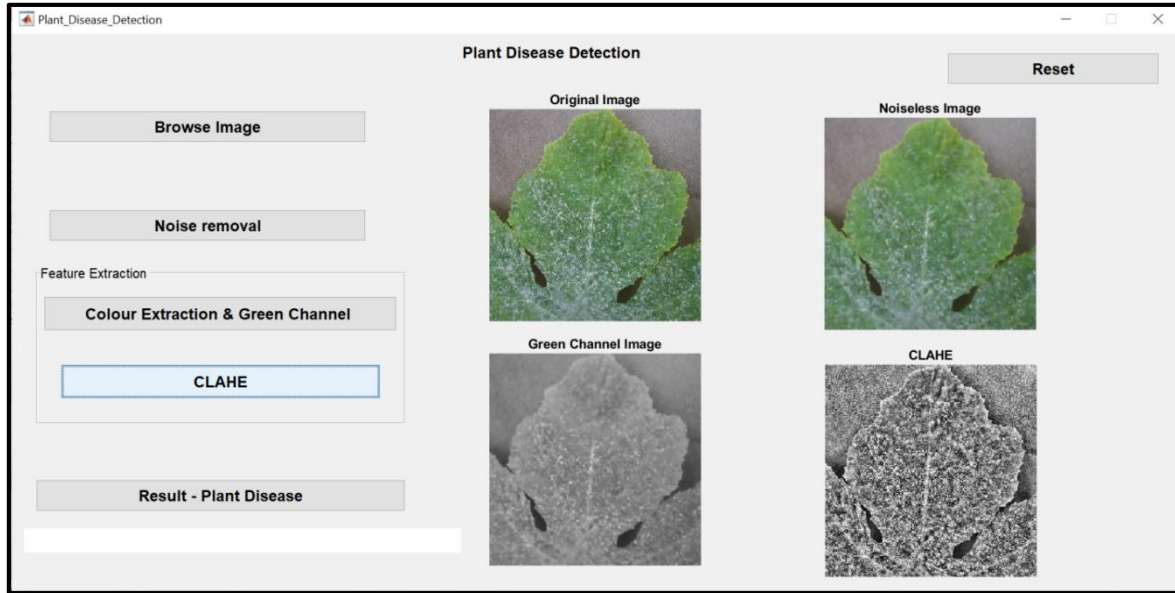 Plant_Disease_Detection
Plant Disease Detection
Reset
Browse Image
Noise removal
Feature Extraction
Colour Extraction & Green Channel
CLAHE
Result - Plant Disease
Original Image
Noiseless Image
Green Channel Image
CLAHE